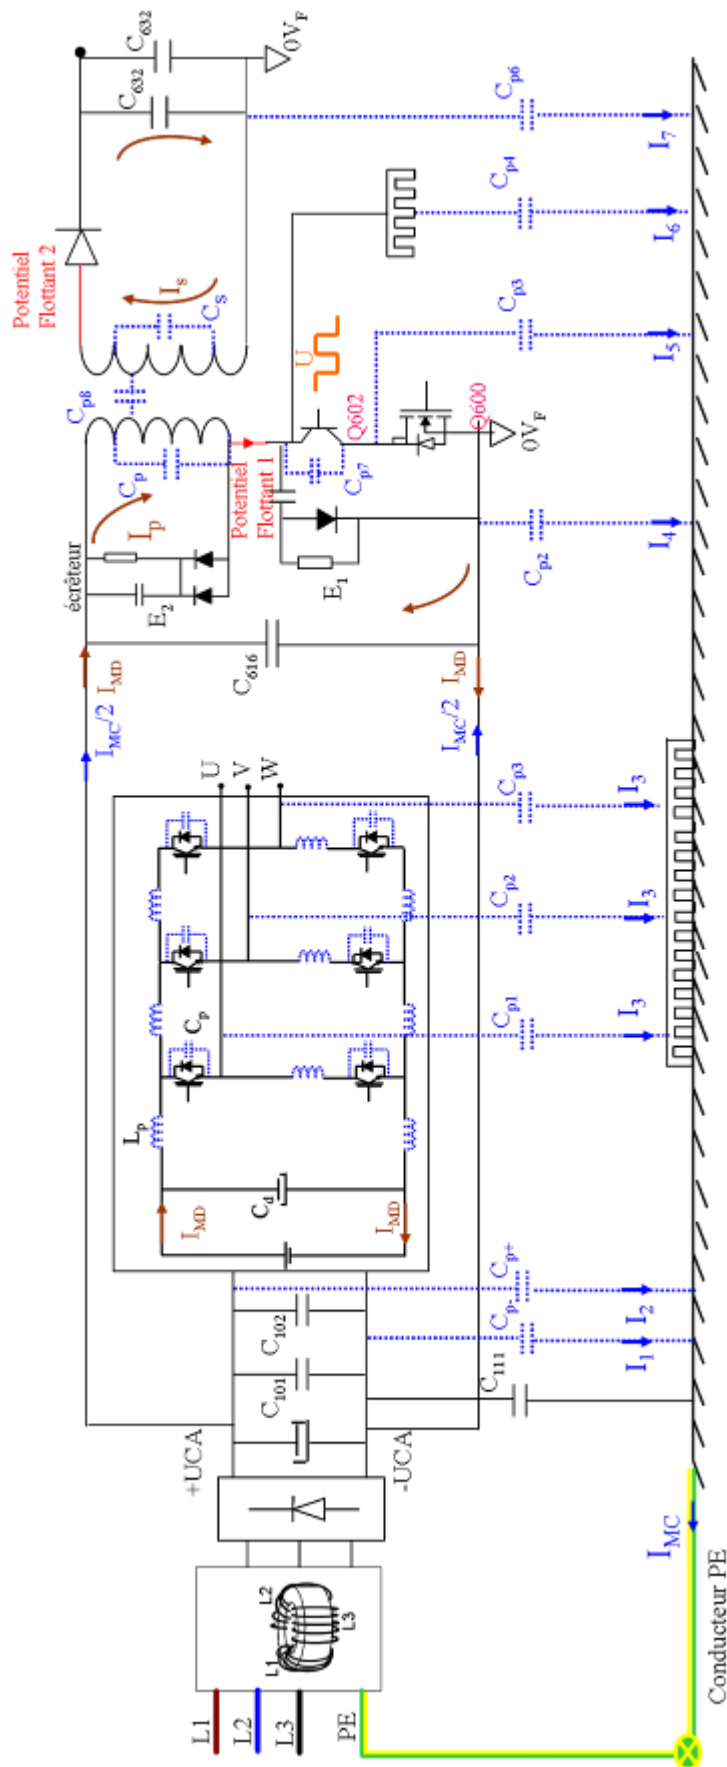 L1
L2
L3
PE
L1
L2
L3
+UCA
-UCA
C101
C102
C111
Cp-
Cp+
I1
I2
IMC
Conducteur PE
IMD
IMD
Cd
Lp
Cp
U
V
W
Cp1
Cp2
Cp3
I3
I3
I3
IMC/2
IMD
IMC/2
IMD
C616
écrêteur
E2
Ip
Cp
Cp8
Cs
Is
Potentiel
Flottant 1
Potentiel
Flottant 2
E1
Cp7
Q602
Q600
U
0VF
C632
C632
0VF
Cp2
Cp3
Cp4
Cp6
I4
I5
I6
I7